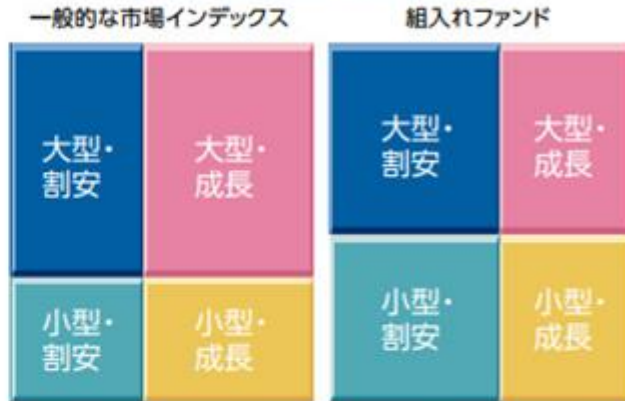 一般的な市場インデックス
組入れファンド
大型・
割安
大型・
成長
大型・
割安
大型・
成長
小型・
割安
小型・
成長
小型・
割安
小型・
成長